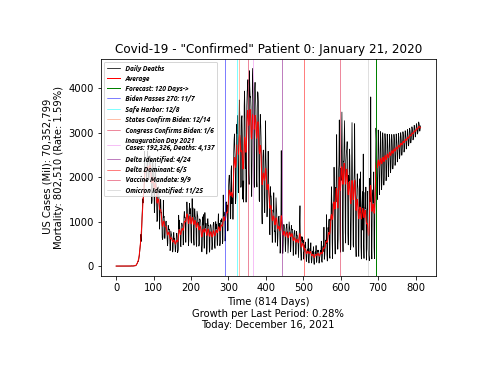 Covid-19 - "Confirmed" Patient 0: January 21, 2020
US Cases (Mil): 70,352,799
Mortality: 802,510 (Rate: 1.59%)
4000
3000
2000
1000
0
Daily Deaths
Average
Forecast: 120 Days->
Biden Passes 270: 11/7
Safe Harbor: 12/8
States Confirm Biden: 12/14
Congress Confirms Biden: 1/6
Inauguration Day 2021
Cases: 192,326, Deaths: 4,137
Delta Identified: 4/24
Delta Dominant: 6/5
Vaccine Mandate: 9/9
Omicron Identified: 11/25
0 100 200 300 400 500 600 700 800
Time (814 Days)
Growth per Last Period: 0.28%
Today: December 16, 2021